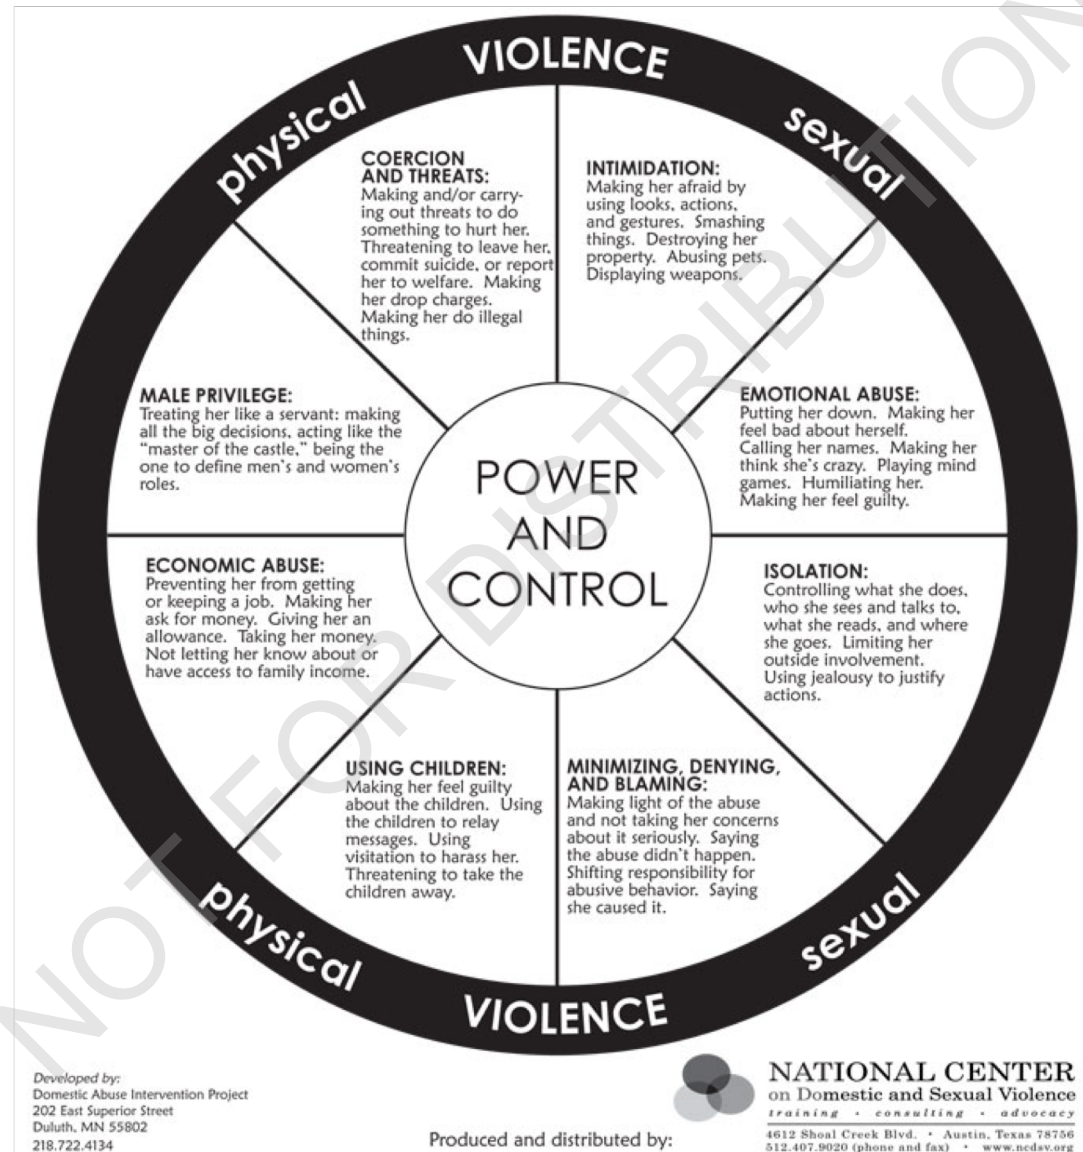 VIOLENCE
physical
sexual
COERCION
AND THREATS:
Making and/or carry-
ing out threats to do
something to hurt her.
Threatening to leave her,
commit suicide, or report
her to welfare. Making
her drop charges.
Making her do illegal
things.
INTIMIDATION:
Making her afraid by
using looks, actions,
and gestures. Smashing
things. Destroying her
property. Abusing pets.
Displaying weapons.
MALE PRIVILEGE:
Treating her like a servant: making
all the big decisions, acting like the
"master of the castle," being the
one to define men's and women's
roles.
EMOTIONAL ABUSE:
Putting her down. Making her
feel bad about herself.
Calling her names. Making her
think she's crazy. Playing mind
games. Humiliating her.
Making her feel guilty.
POWER
AND
CONTROL
ECONOMIC ABUSE:
Preventing her from getting
or keeping a job. Making her
ask for money. Giving her an
allowance. Taking her money.
Not letting her know about or
have access to family income.
ISOLATION:
Controlling what she does,
who she sees and talks to,
what she reads, and where
she goes. Limiting her
outside involvement.
Using jealousy to justify
actions.
USING CHILDREN:
Making her feel guilty
about the children. Using
the children to relay
messages. Using
visitation to harass her.
Threatening to take the
children away.
MINIMIZING, DENYING,
AND BLAMING:
Making light of the abuse
and not taking her concerns
about it seriously. Saying
the abuse didn't happen.
Shifting responsibility for
abusive behavior. Saying
she caused it.
physical
sexual
VIOLENCE
NOT FOR DISTRIBUTION
Developed by:
Domestic Abuse Intervention Project
202 East Superior Street
Duluth, MN 55802
218.722.4134
Produced and distributed by:
NATIONAL CENTER
on Domestic and Sexual Violence
training · consulting · advocacy
4612 Shoal Creek Blvd. • Austin, Texas 78756
512.407.9020 (phone and fax) • www.ncdsv.org